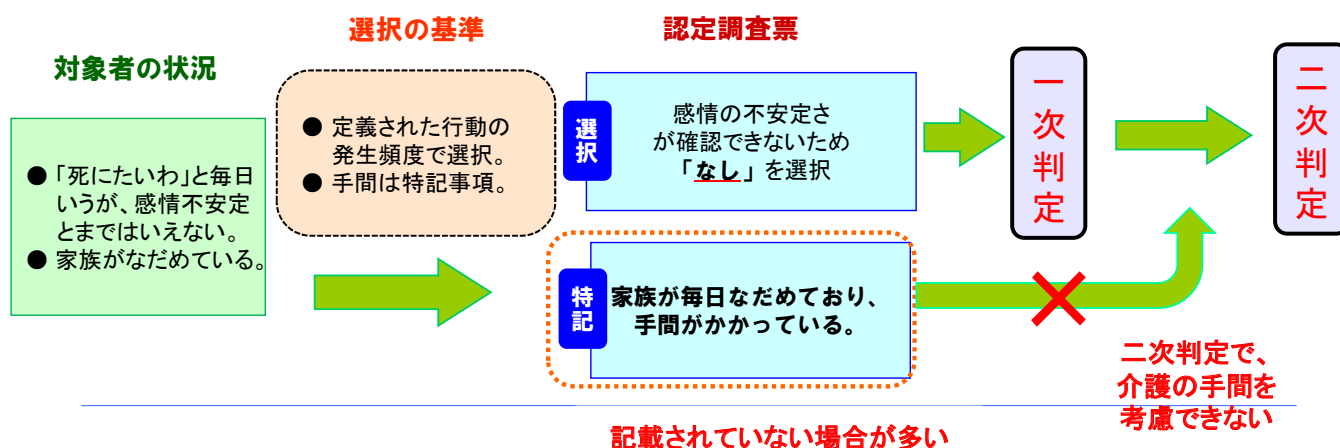 対象者の状況
●「死にたいわ」と毎日
いうが、感情不安定
とまではいえない。
● 家族がなだめている。
選択の基準
● 定義された行動の
発生頻度で選択。
● 手間は特記事項。
認定調査票
選択
感情の不安定さ
が確認できないため
「なし」を選択
特記
家族が毎日なだめており、
手間がかかっている。
記載されていない場合が多い
一次判定
二次判定
二次判定で、
介護の手間を
考慮できない